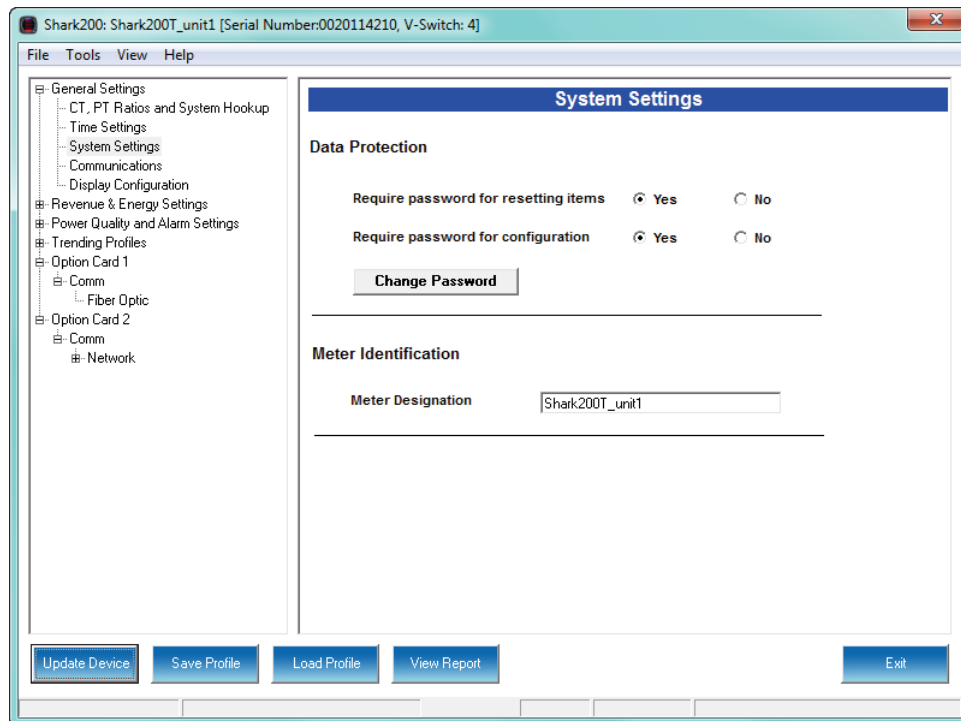 Shark200: Shark200T_unit1 [Serial Number:0020114210, V-Switch: 4]
File Tools View Help
General Settings
CT, PT Ratios and System Hookup
Time Settings
System Settings
Communications
Display Configuration
Revenue & Energy Settings
Power Quality and Alarm Settings
Trending Profiles
Option Card 1
Comm
Fiber Optic
Option Card 2
Comm
Network
System Settings
Data Protection
Require password for resetting items Yes No
Require password for configuration Yes No
Change Password
Meter Identification
Meter Designation Shark200T_unit1
Update Device Save Profile Load Profile View Report Exit